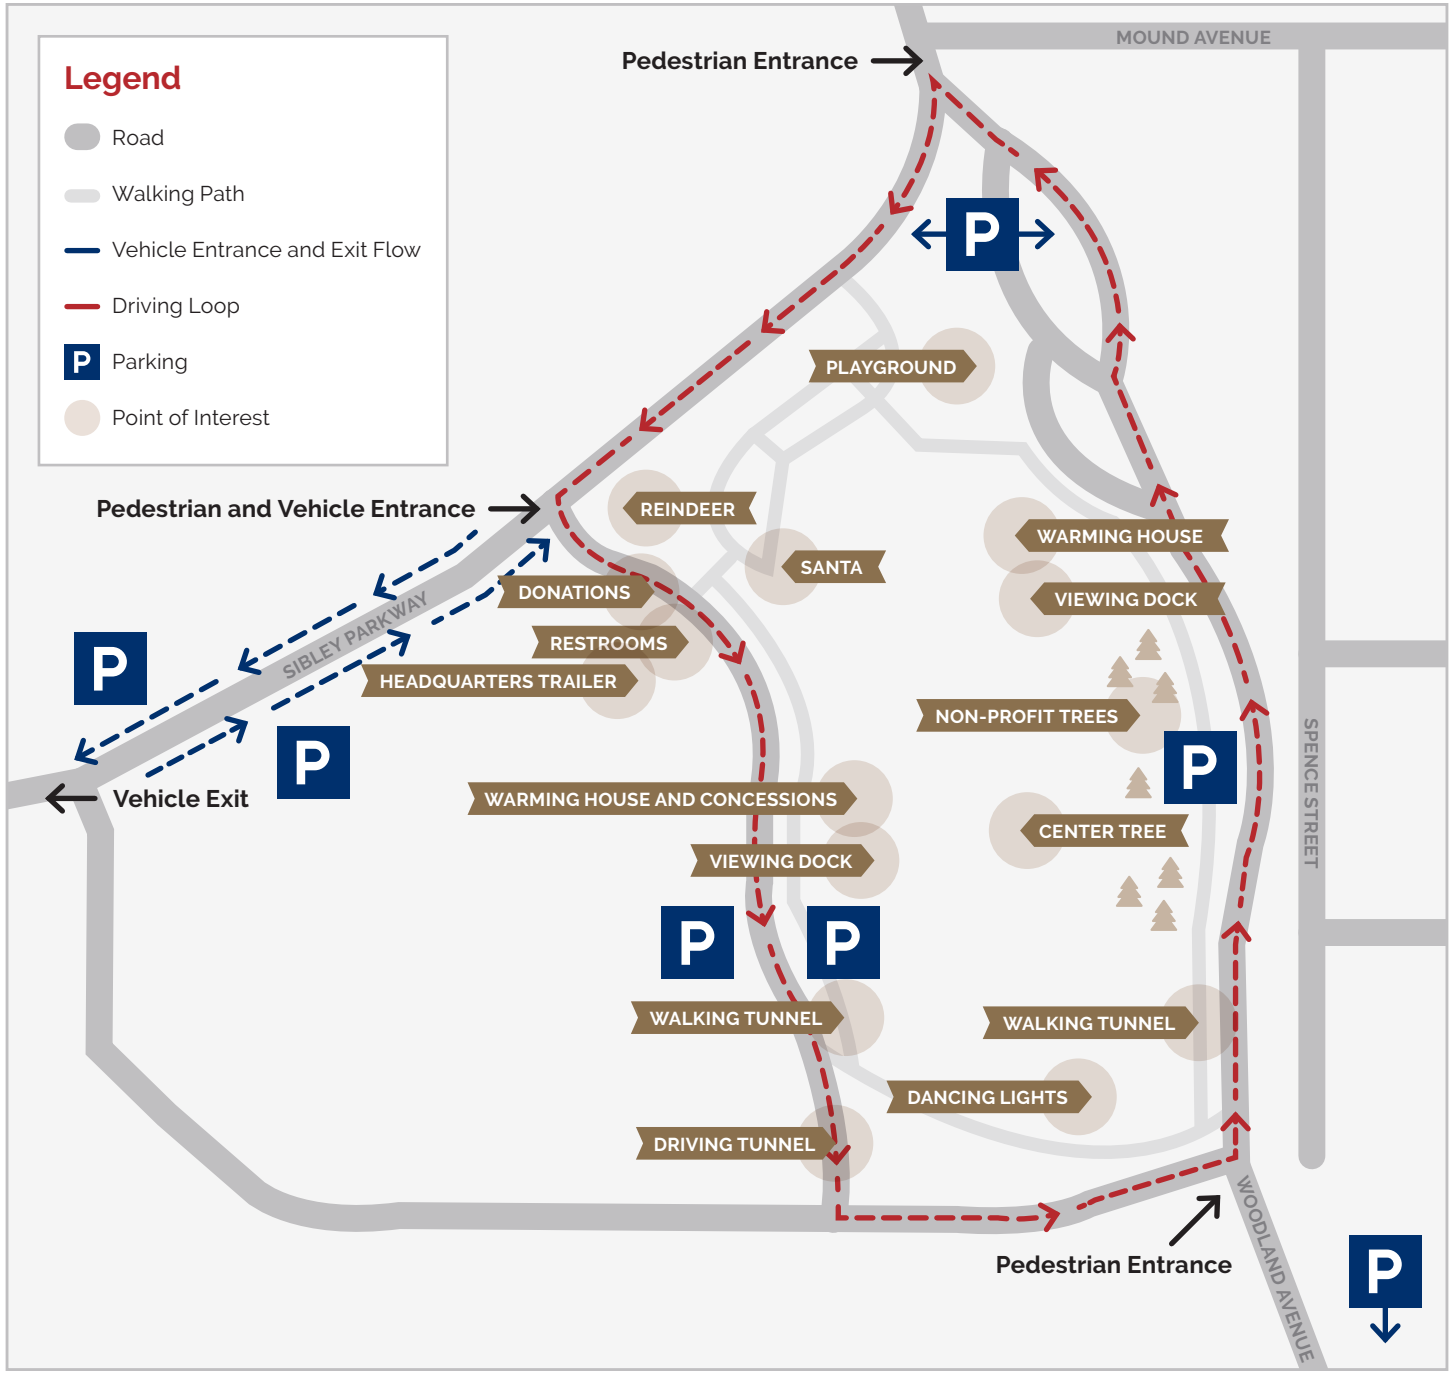 MOUND AVENUE
Pedestrian Entrance
Legend
Road
Walking Path
Vehicle Entrance and Exit Flow
Driving Loop
P
Parking
Point of Interest
P
PLAYGROUND
Pedestrian and Vehicle Entrance
REINDEER
WARMING HOUSE
SANTA
DONATIONS
VIEWING DOCK
SIBLEY PARKWAY
RESTROOMS
P
HEADQUARTERS TRAILER
NON-PROFIT TREES
P
P
SPENCE STREET
Vehicle Exit
WARMING HOUSE AND CONCESSIONS
CENTER TREE
VIEWING DOCK
P
P
WALKING TUNNEL
WALKING TUNNEL
DANCING LIGHTS
DRIVING TUNNEL
WOODLAND AVENUE
Pedestrian Entrance
P